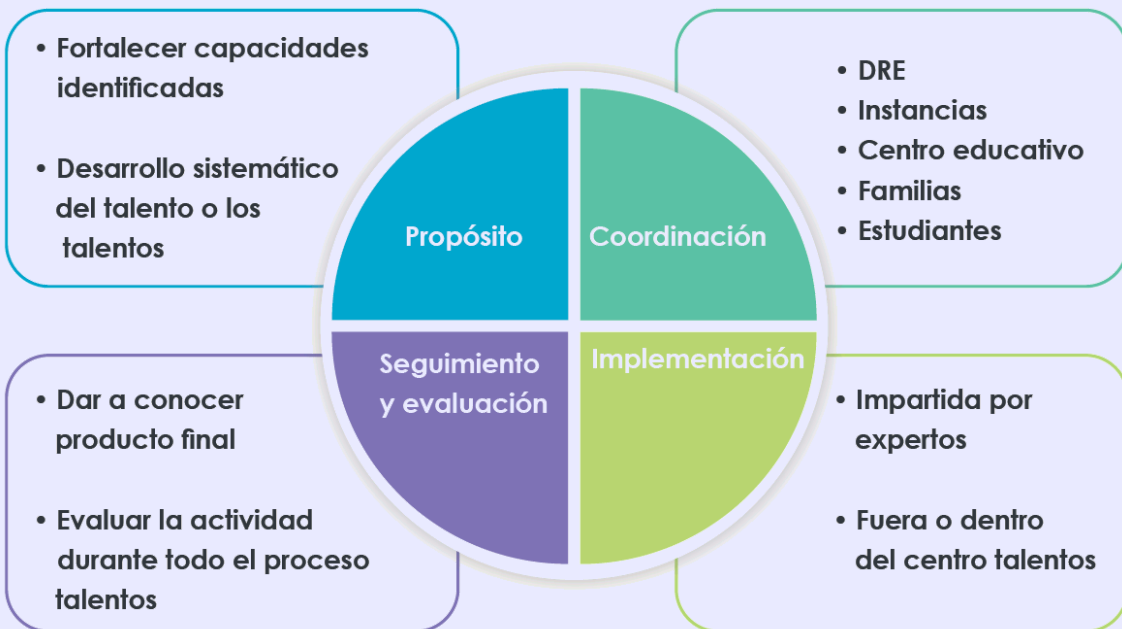 • Fortalecer capacidades
identificadas
• Desarrollo sistemático
del talento o los
talentos
Propósito
Coordinación
• DRE
• Instancias
• Centro educativo
• Familias
• Estudiantes
Seguimiento
y evaluación
Implementación
• Dar a conocer
producto final
• Evaluar la actividad
durante todo el proceso
talentos
• Impartida por
expertos
• Fuera o dentro
del centro talentos